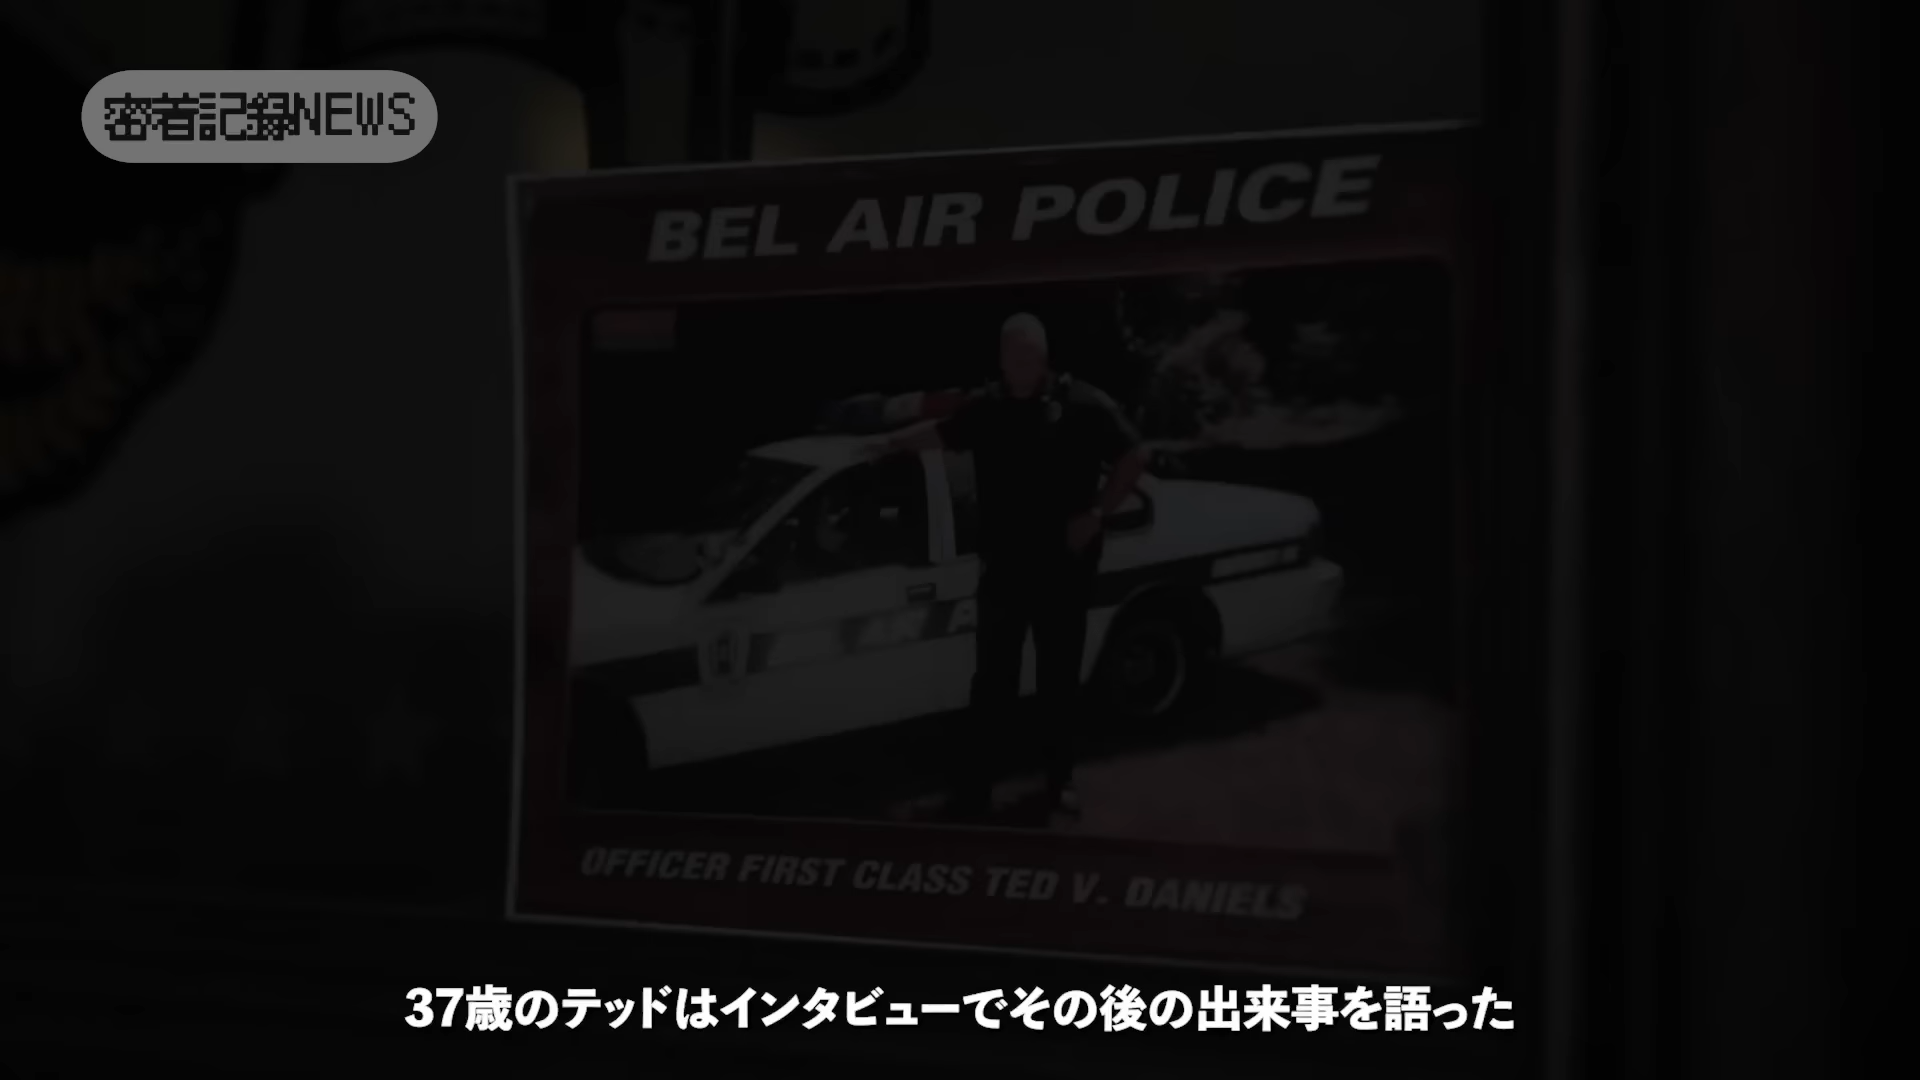 密着記録NEWS
BEL AIR POLICE
OFFICER FIRST CLASS TED V. DANIELS
37歳のテッドはインタビューでその後の出来事を語った